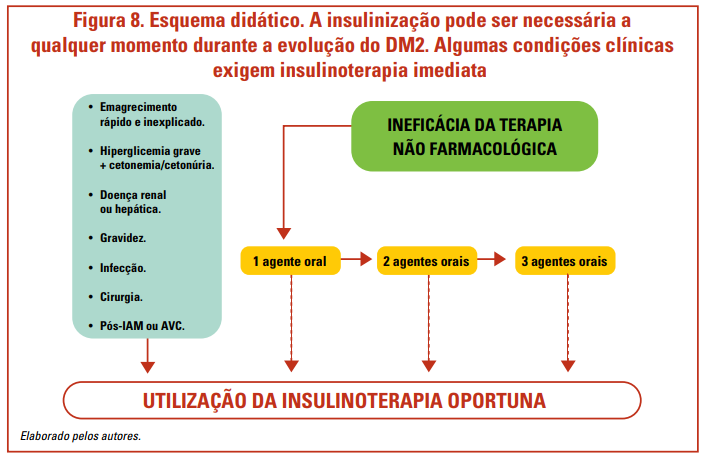 Figura 8. Esquema didático. A insulinização pode ser necessária a
qualquer momento durante a evolução do DM2. Algumas condições clínicas
exigem insulinoterapia imediata
• Emagrecimento
rápido e inexplicado.
• Hiperglicemia grave
+ cetonemia/cetonúria.
• Doença renal
ou hepática.
• Gravidez.
• Infecção.
• Cirurgia.
• Pós-IAM ou AVC.
INEFICÁCIA DA TERAPIA
NÃO FARMACOLÓGICA
1 agente oral
2 agentes orais
3 agentes orais
UTILIZAÇÃO DA INSULINOTERAPIA OPORTUNA
Elaborado pelos autores.